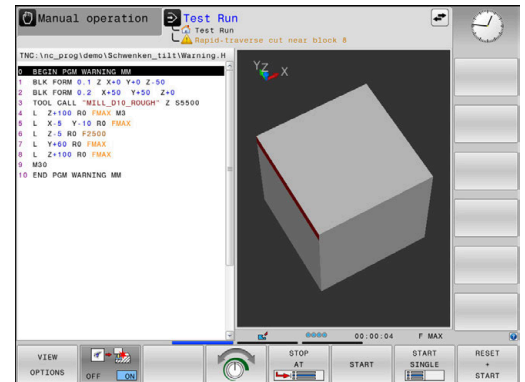 Manual operation
Test Run
Test Run
Rapid-traverse cut near block 8
TNC:\nc_prog\demo\Schwenken_tilt\Warning.H
0 BEGIN PGM WARNING MM
1 BLK FORM 0.1 Z X+0 Y+0 Z-50
2 BLK FORM 0.2 X+50 Y+50 Z+0
3 TOOL CALL "MILL_D10_ROUGH" Z S5500
4 L Z+100 R0 FMAX M3
5 L X-5 Y-10 R0 FMAX
6 L Z-5 R0 F2500
7 L Y+60 R0 FMAX
8 L Z+100 R0 FMAX
9 M30
10 END PGM WARNING MM
Y Z X
00:00:04 F MAX
VIEW
OPTIONS
OFF ON
STOP
AT
START
START
SINGLE
RESET
+
START